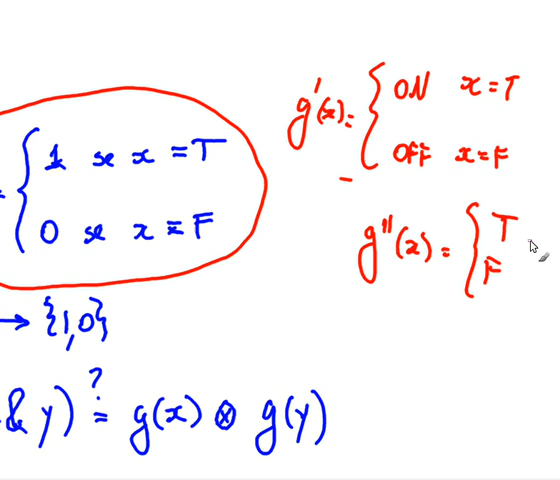 1 se x = T
0 se x = F
→ {1,0}
& y) ≟ g(x) ⊗ g(y)
g'(x) = { ON x = T
OFF x = F
g''(x) = { T
F